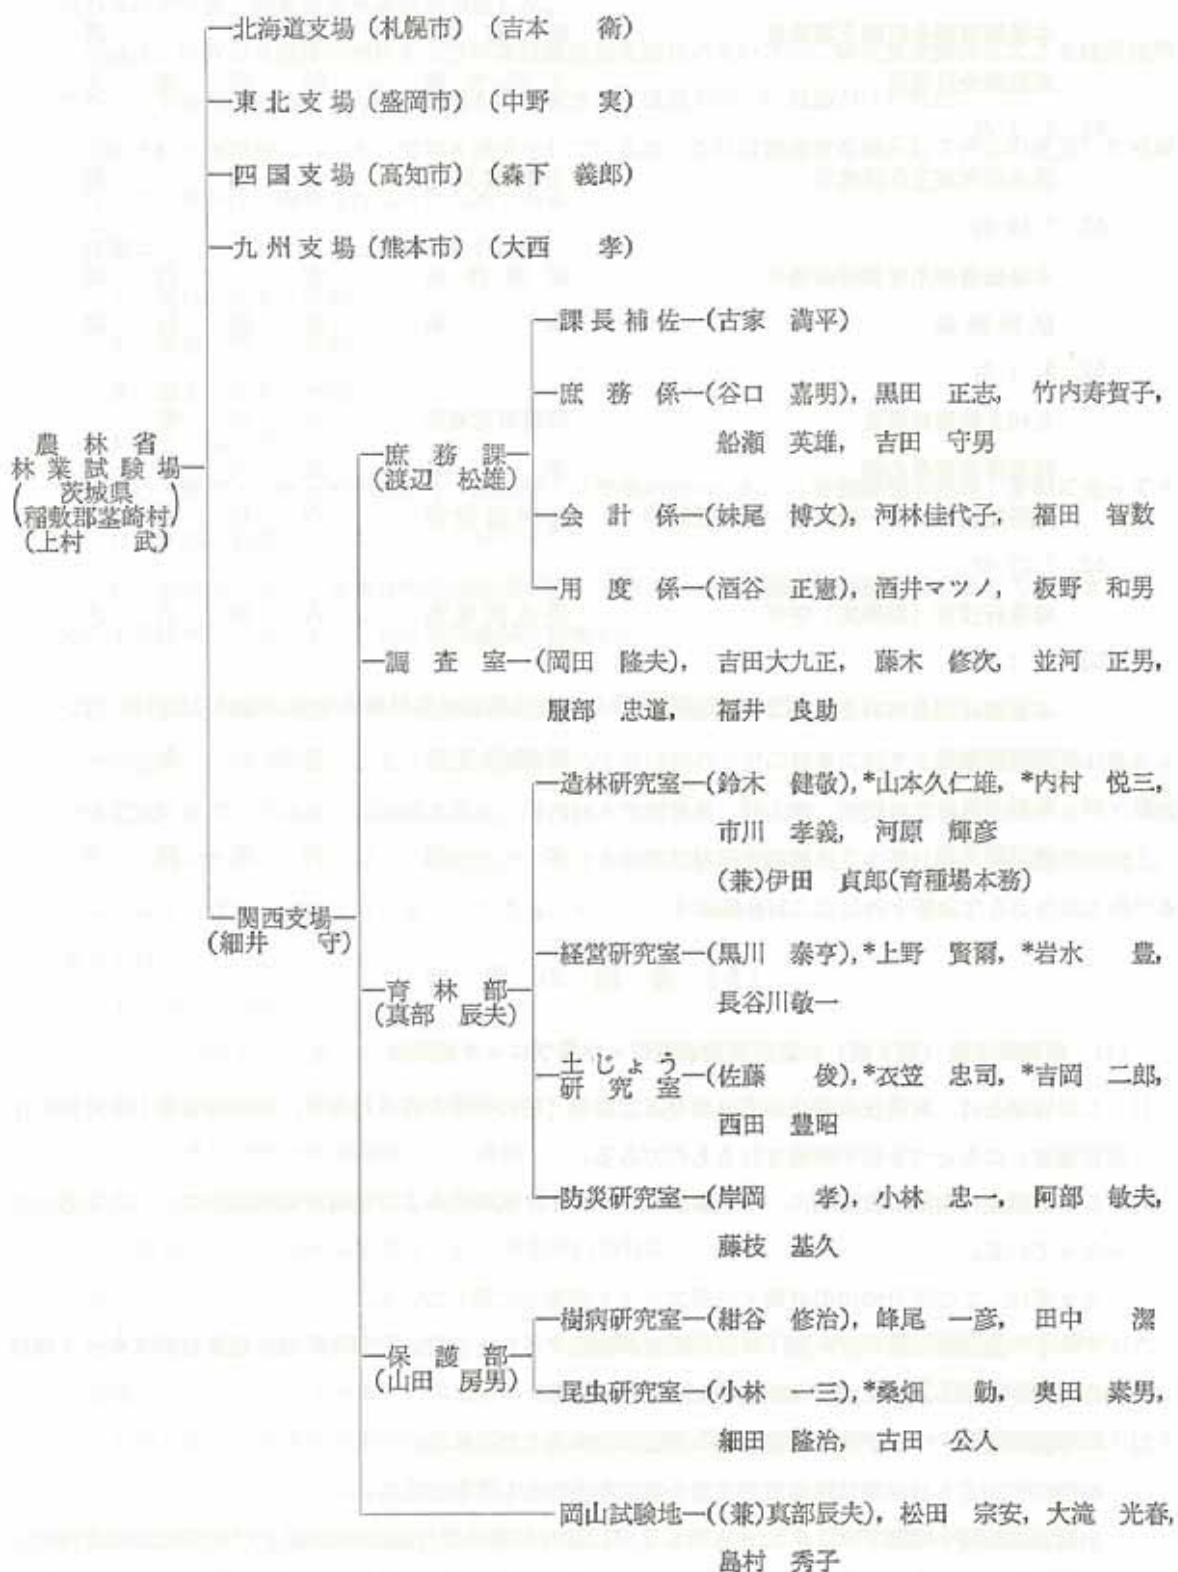 北海道支場(札幌市)(吉本 衛)
東北支場(盛岡市)(中野 実)
四国支場(高知市)(森下 義郎)
九州支場(熊本市)(大西 孝)
農林省
林業試験場
(茨城県
稲敷郡茎崎村)
(上村 武)
関西支場
(細井 守)
庶務課
(渡辺 松雄)
課長補佐―(古家 満平)
庶務係―(谷口 嘉明), 黒田 正志, 竹内寿賀子,
船瀬 英雄, 吉田 守男
会計係―(妹尾 博文), 河林佳代子, 福田 智数
用度係―(酒谷 正憲), 酒井マツノ, 板野 和男
調査室―(岡田 隆夫), 吉田大九正, 藤木 修次, 並河 正男,
服部 忠道, 福井 良助
育林部
(真部 辰夫)
造林研究室―(鈴木 健敬), *山本久仁雄, *内村 悦三,
市川 孝義, 河原 輝彦
(兼)伊田 貞郎(育種場本務)
経営研究室―(黒川 泰亨), *上野 賢爾, *岩水 豊,
長谷川敬一
土じょう
研究室―(佐藤 俊), *衣笠 忠司, *吉岡 二郎,
西田 豊昭
防災研究室―(岸岡 孝), 小林 忠一, 阿部 敏夫,
藤枝 基久
保護部
(山田 房男)
樹病研究室―(紺谷 修治), 峰尾 一彦, 田中 潔
昆虫研究室―(小林 一三), *桑畑 勤, 奥田 素男,
細田 隆治, 古田 公人
岡山試験地―((兼)真部辰夫), 松田 宗安, 大滝 光春,
島村 秀子